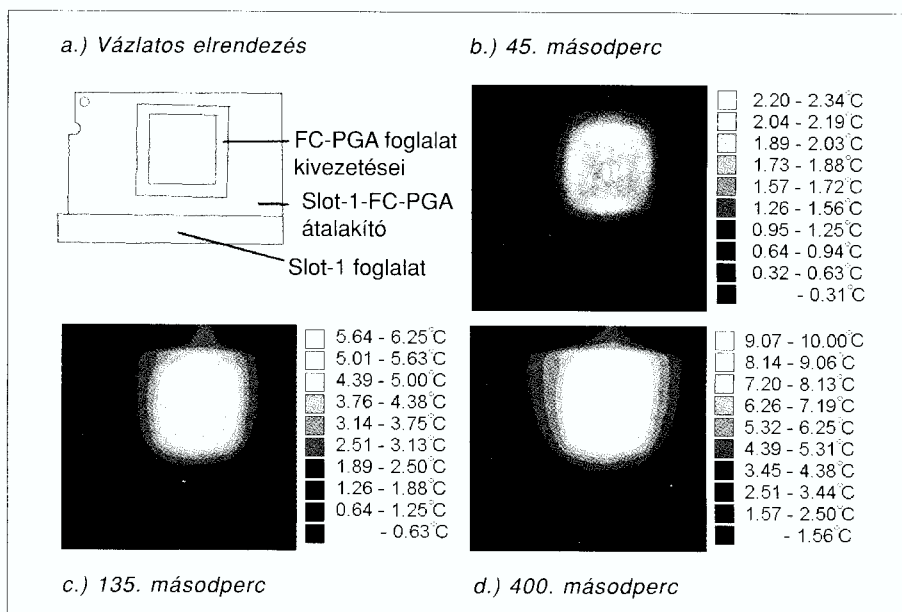 a.) Vázlatos elrendezés
FC-PGA foglalat
kivezetései
Slot-1-FC-PGA
átalakító
Slot-1 foglalat
b.) 45. másodperc
2.20 - 2.34°C
2.04 - 2.19°C
1.89 - 2.03°C
1.73 - 1.88°C
1.57 - 1.72°C
1.26 - 1.56°C
0.95 - 1.25°C
0.64 - 0.94°C
0.32 - 0.63°C
- 0.31°C
5.64 - 6.25°C
5.01 - 5.63°C
4.39 - 5.00°C
3.76 - 4.38°C
3.14 - 3.75°C
2.51 - 3.13°C
1.89 - 2.50°C
1.26 - 1.88°C
0.64 - 1.25°C
- 0.63°C
c.) 135. másodperc
9.07 - 10.00°C
8.14 - 9.06°C
7.20 - 8.13°C
6.26 - 7.19°C
5.32 - 6.25°C
4.39 - 5.31°C
3.45 - 4.38°C
2.51 - 3.44°C
1.57 - 2.50°C
- 1.56°C
d.) 400. másodperc